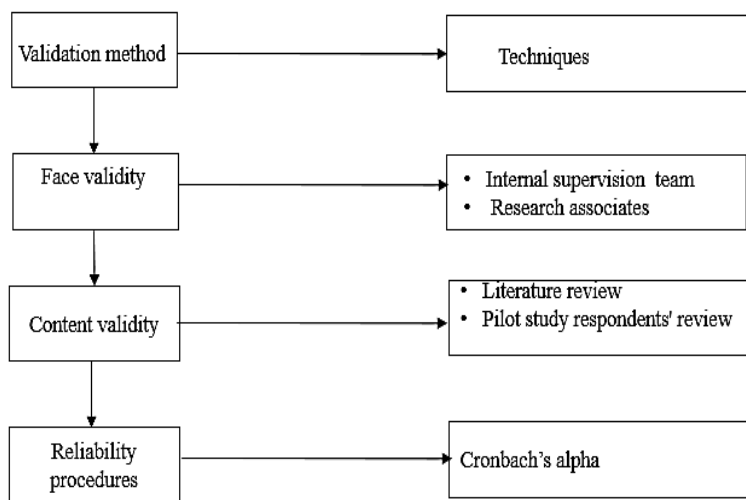 Validation method
Techniques
Face validity
• Internal supervision team
• Research associates
Content validity
• Literature review
• Pilot study respondents' review
Reliability
procedures
Cronbach’s alpha